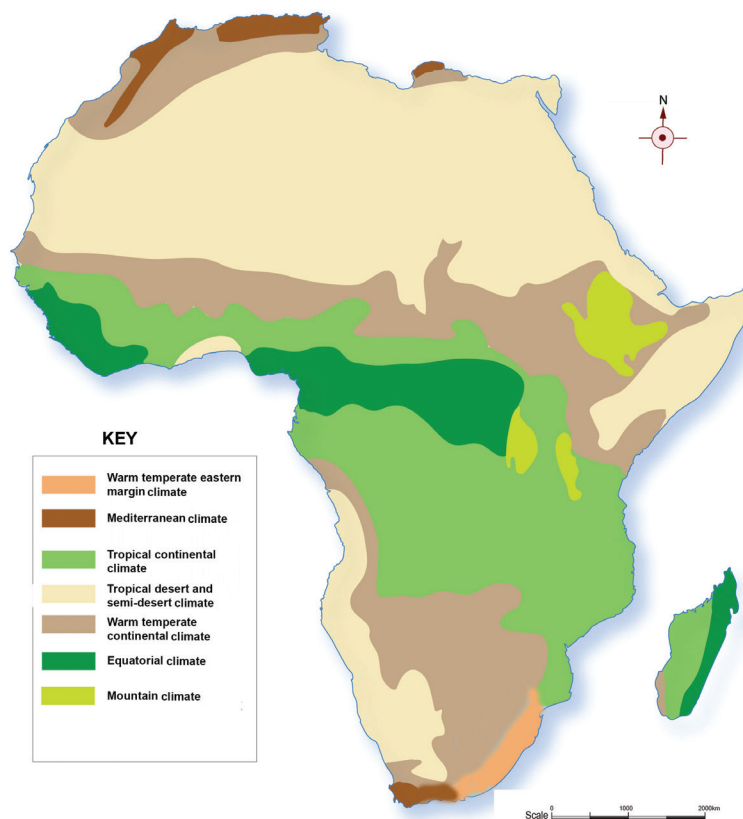 N
KEY
Warm temperate eastern
margin climate
Mediterranean climate
Tropical continental
climate
Tropical desert and
semi-desert climate
Warm temperate
continental climate
Equatorial climate
Mountain climate
0 1000 2000km
Scale